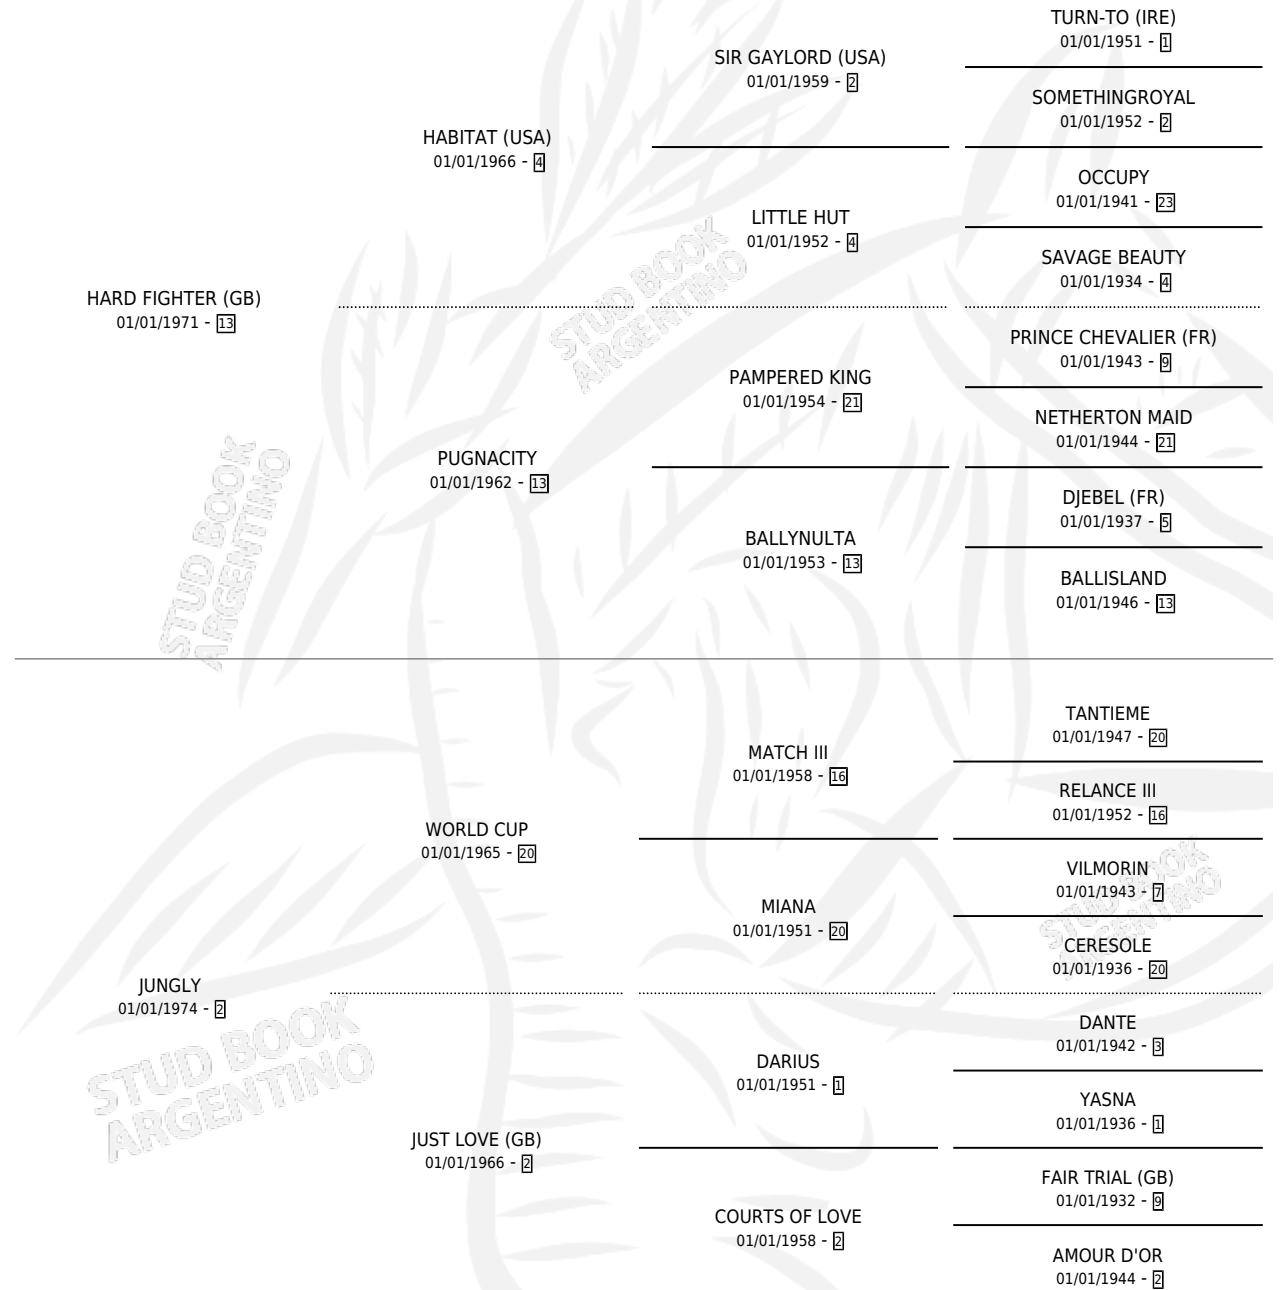 TURN-TO (IRE)
01/01/1951 - 1
SIR GAYLORD (USA)
01/01/1959 - 2
SOMETHINGROYAL
01/01/1952 - 2
HABITAT (USA)
01/01/1966 - 4
OCCUPY
01/01/1941 - 23
LITTLE HUT
01/01/1952 - 4
SAVAGE BEAUTY
01/01/1934 - 4
HARD FIGHTER (GB)
01/01/1971 - 13
STUD BOOK
ARGENTINO
PRINCE CHEVALIER (FR)
01/01/1943 - 9
PAMPERED KING
01/01/1954 - 21
NETHERTON MAID
01/01/1944 - 21
PUGNACITY
01/01/1962 - 13
DJEBEL (FR)
01/01/1937 - 5
BALLYNULTA
01/01/1953 - 13
BALLISLAND
01/01/1946 - 13
STUD BOOK
ARGENTINO
TANTIEME
01/01/1947 - 20
MATCH III
01/01/1958 - 16
RELANCE III
01/01/1952 - 16
WORLD CUP
01/01/1965 - 20
VILMORIN
01/01/1943 - 7
MIANA
01/01/1951 - 20
CERESOLE
01/01/1936 - 20
STUD BOOK
ARGENTINO
JUNGLY
01/01/1974 - 2
DANTE
01/01/1942 - 3
DARIUS
01/01/1951 - 1
YASNA
01/01/1936 - 1
STUD BOOK
ARGENTINO
JUST LOVE (GB)
01/01/1966 - 2
FAIR TRIAL (GB)
01/01/1932 - 9
COURTS OF LOVE
01/01/1958 - 2
AMOUR D'OR
01/01/1944 - 2